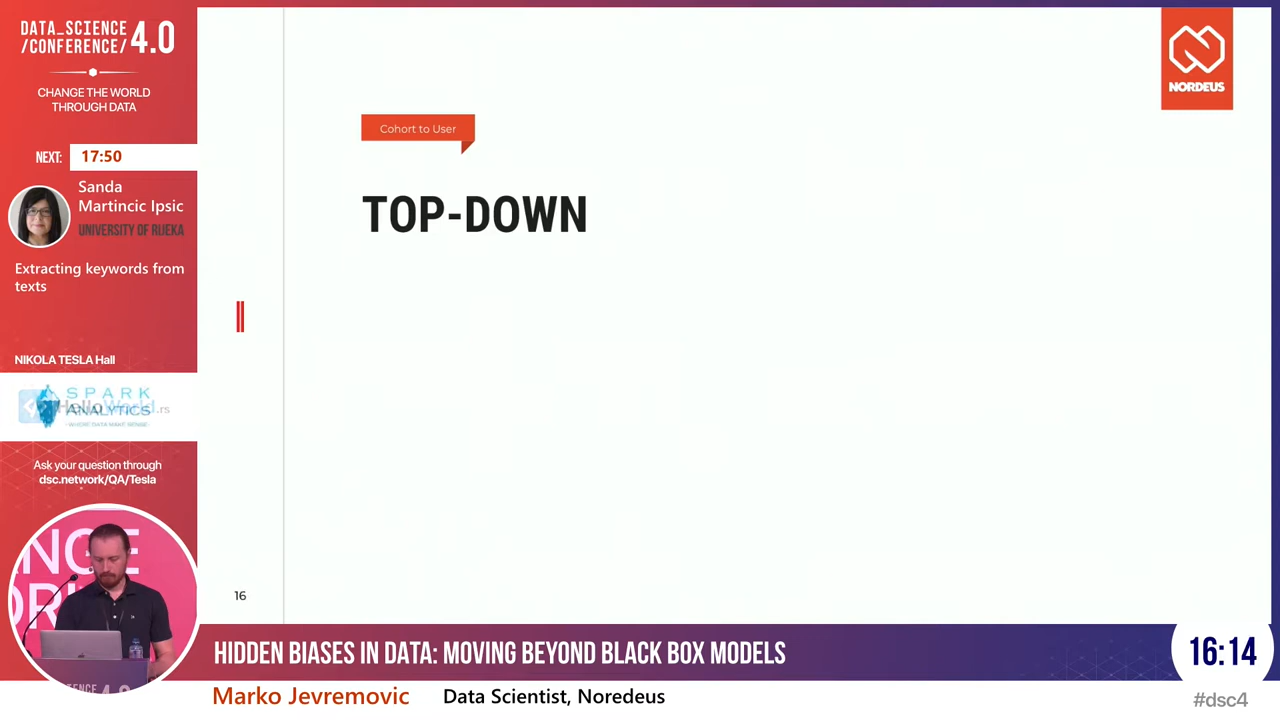 DATA_SCIENCE
/CONFERENCE/ 4.0
CHANGE THE WORLD
THROUGH DATA
NEXT: 17:50
Sanda
Martincic Ipsic
UNIVERSITY OF RIJEKA
Extracting keywords from
texts
NIKOLA TESLA Hall
SPARK
ANALYTICS
HelloWorld.rs
Ask your question through
dsc.network/QA/Tesla
NORDEUS
Cohort to User
TOP-DOWN
16
HIDDEN BIASES IN DATA: MOVING BEYOND BLACK BOX MODELS
Marko Jevremovic Data Scientist, Noredeus
16:14
#dsc4